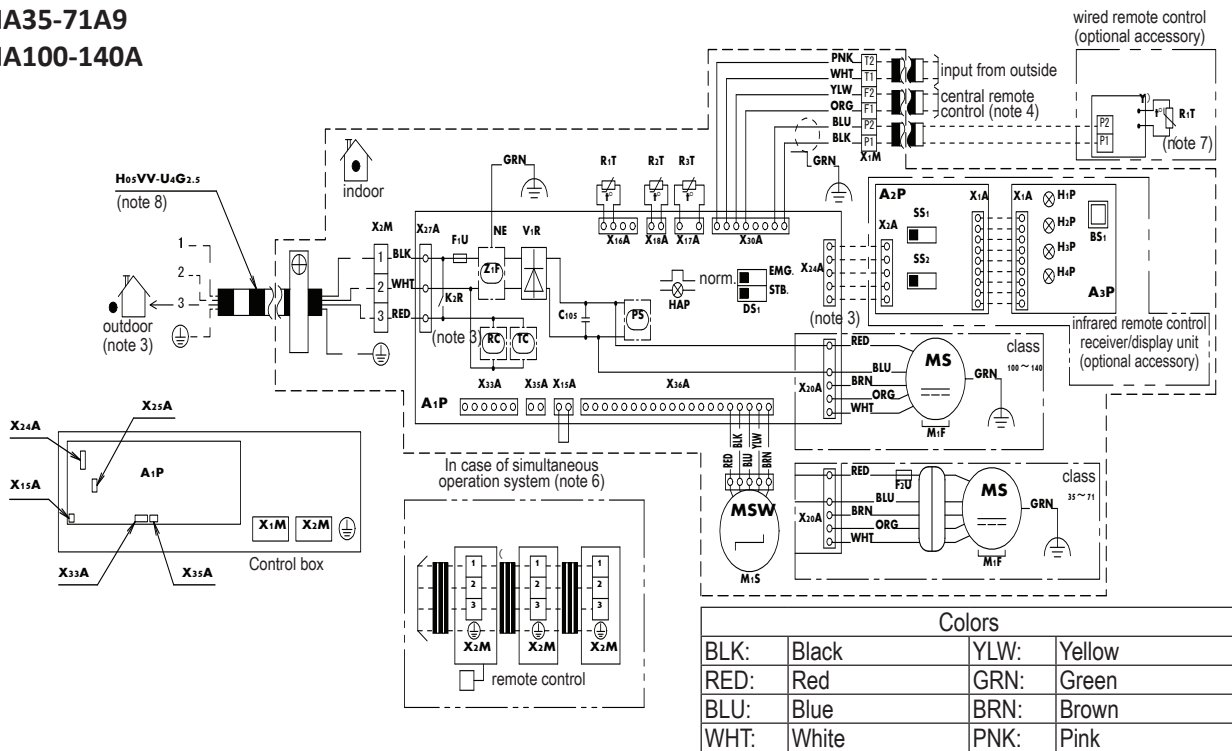 HA35-71A9
HA100-140A
wired remote control
(optional accessory)
PNK T2
WHT T1
YLW F2
ORG F1
BLU P2
BLK P1
X1M
input from outside
central remote
control (note 4)
P2
P1
t°
R1T
(note 7)
GRN
GRN
indoor
H05VV-U4G2.5
(note 8)
R1T
R2T
R3T
t°
t°
t°
X16A
X18A
X17A
X30A
A2P
X1A
X1A
H1P
H2P
H3P
H4P
BS1
A3P
X2A
SS1
SS2
X24A
(note 3)
infrared remote control
receiver/display unit
(optional accessory)
1
2
3
outdoor
(note 3)
X2M
X27A
1 BLK
2 WHT
3 RED
F1U
NE
V1R
Z1F
K2R
(note 3)
RC
TC
C105
PS
HAP
norm.
EMG.
STB.
DS1
X33A
X35A
X15A
X36A
A1P
RED
BLU
BRN
ORG
WHT
X20A
MS
M1F
GRN
class
100~140
RED
BLK
BLU
YLW
BRN
MSW
M1S
RED
F2U
BLU
BRN
ORG
WHT
X20A
MS
M1F
GRN
class
35~71
X25A
X24A
A1P
X15A
X1M
X2M
X33A
X35A
Control box
In case of simultaneous
operation system (note 6)
1
2
3
X2M
1
2
3
X2M
1
2
3
X2M
remote control
Colors
BLK: Black YLW: Yellow
RED: Red GRN: Green
BLU: Blue BRN: Brown
WHT: White PNK: Pink